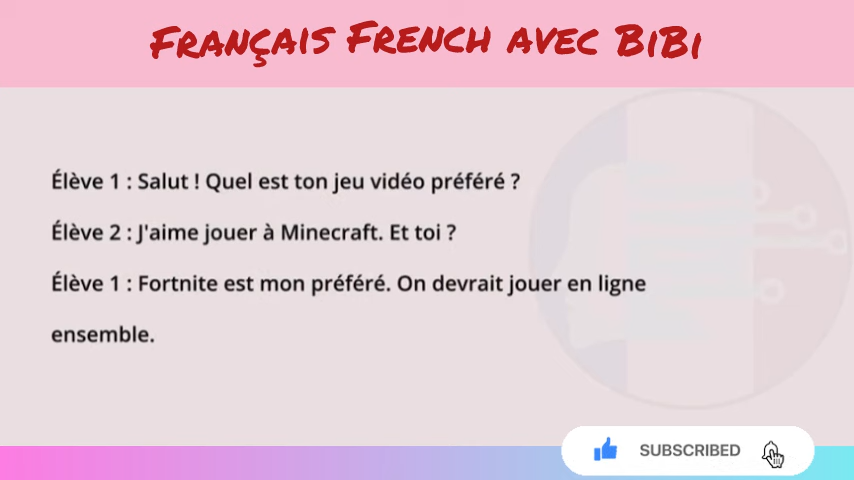 Français French avec BiBi
Élève 1 : Salut ! Quel est ton jeu vidéo préféré ?
Élève 2 : J'aime jouer à Minecraft. Et toi ?
Élève 1 : Fortnite est mon préféré. On devrait jouer en ligne
ensemble.
SUBSCRIBED